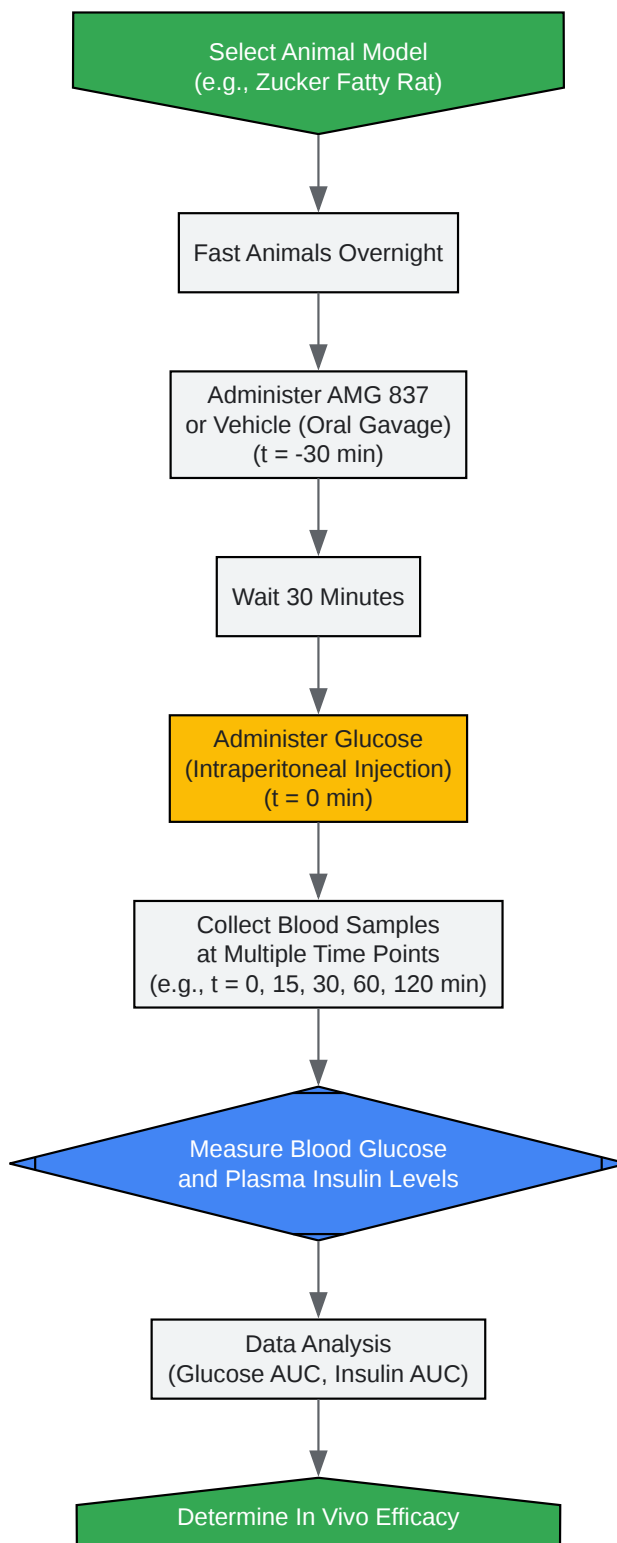 Select Animal Model
(e.g., Zucker Fatty Rat)
Fast Animals Overnight
Administer AMG 837
or Vehicle (Oral Gavage)
(t = -30 min)
Wait 30 Minutes
Administer Glucose
(Intraperitoneal Injection)
(t = 0 min)
Collect Blood Samples
at Multiple Time Points
(e.g., t = 0, 15, 30, 60, 120 min)
Measure Blood Glucose
and Plasma Insulin Levels
Data Analysis
(Glucose AUC, Insulin AUC)
Determine In Vivo Efficacy